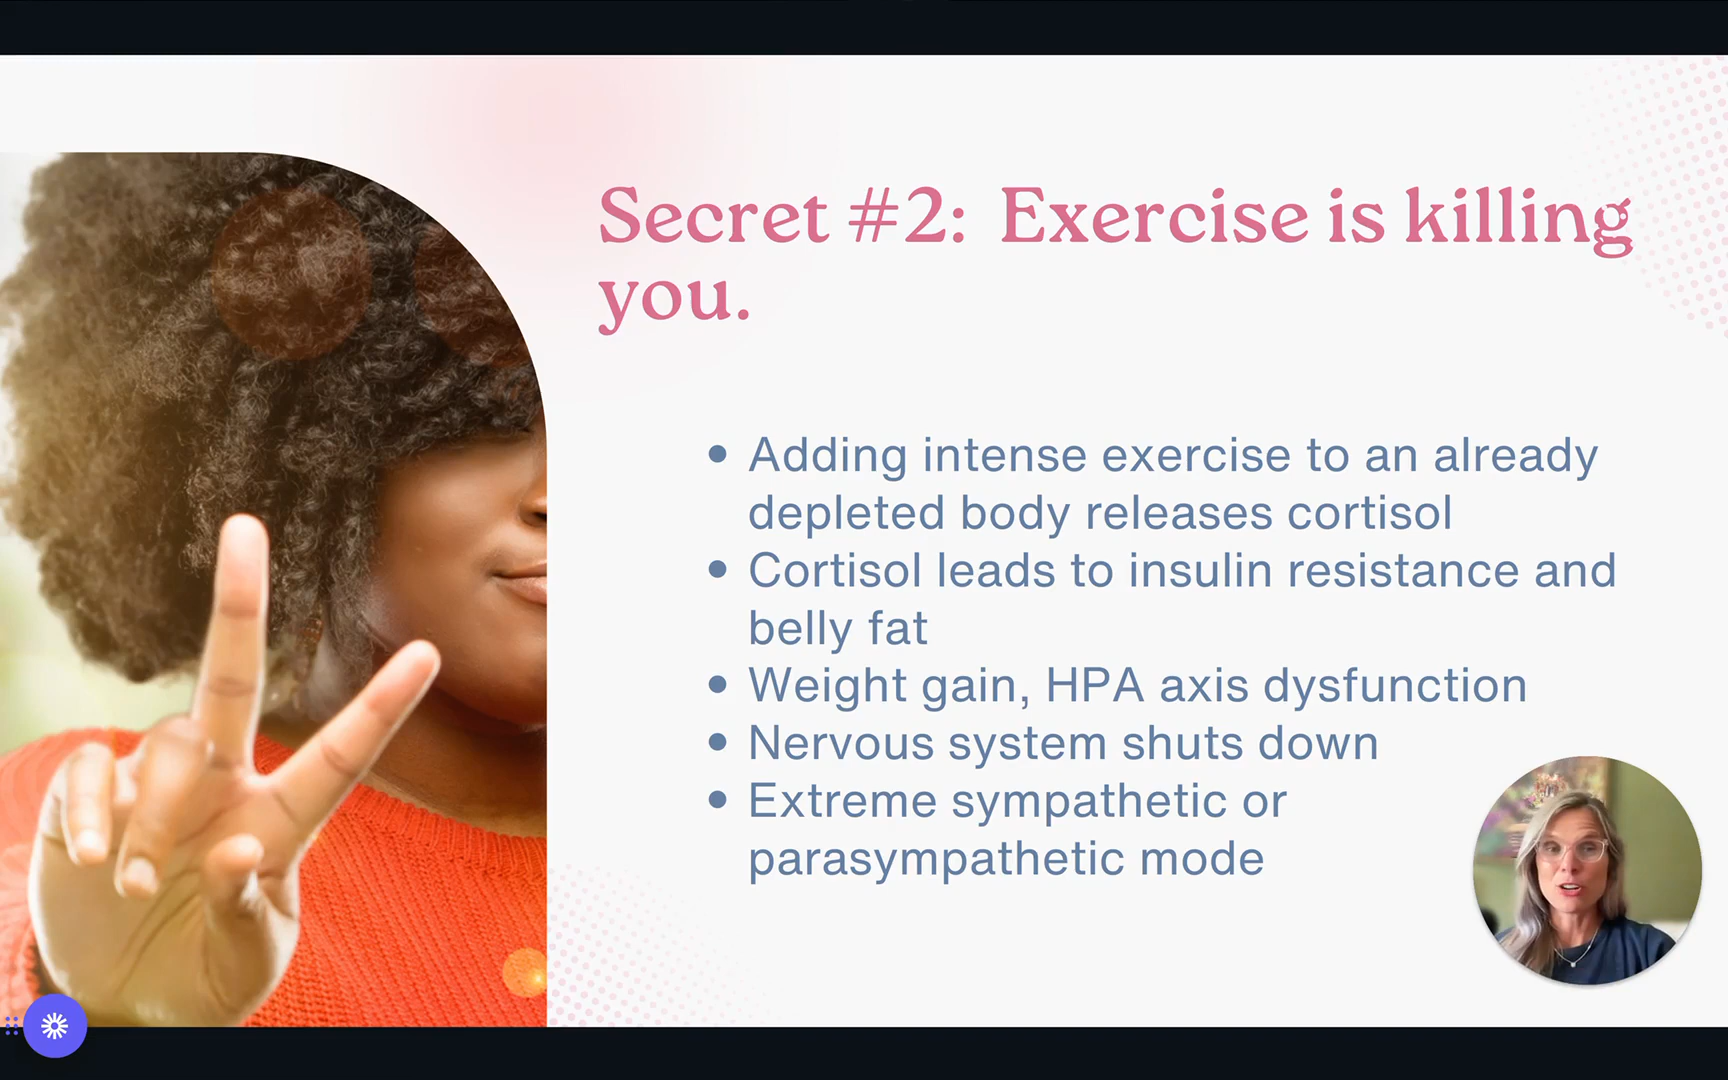 Secret #2: Exercise is killing
you.
• Adding intense exercise to an already
depleted body releases cortisol
• Cortisol leads to insulin resistance and
belly fat
• Weight gain, HPA axis dysfunction
• Nervous system shuts down
• Extreme sympathetic or
parasympathetic mode